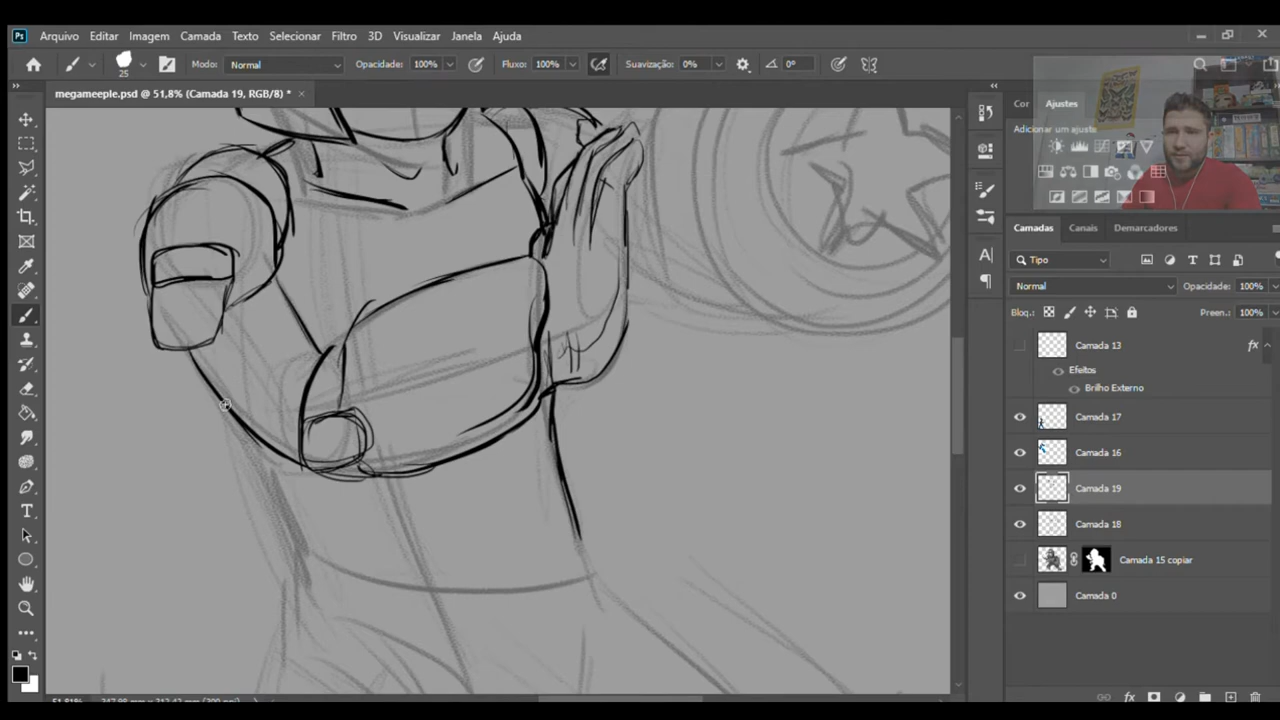 Ps Arquivo Editar Imagem Camada Texto Selecionar Filtro 3D Visualizar Janela Ajuda
25 Modo: Normal Opacidade: 100% Fluxo: 100% Suavização: 0% 0°
megameeple.psd @ 51,8% (Camada 19, RGB/8) * ×
Cor Ajustes
Adicionar um ajuste
Camadas Canais Demarcadores
Tipo
Normal Opacidade: 100%
Bloq.: Preen.: 100%
Camada 13 fx
Efeitos
Brilho Externo
Camada 17
Camada 16
Camada 19
Camada 18
Camada 15 copiar
Camada 0